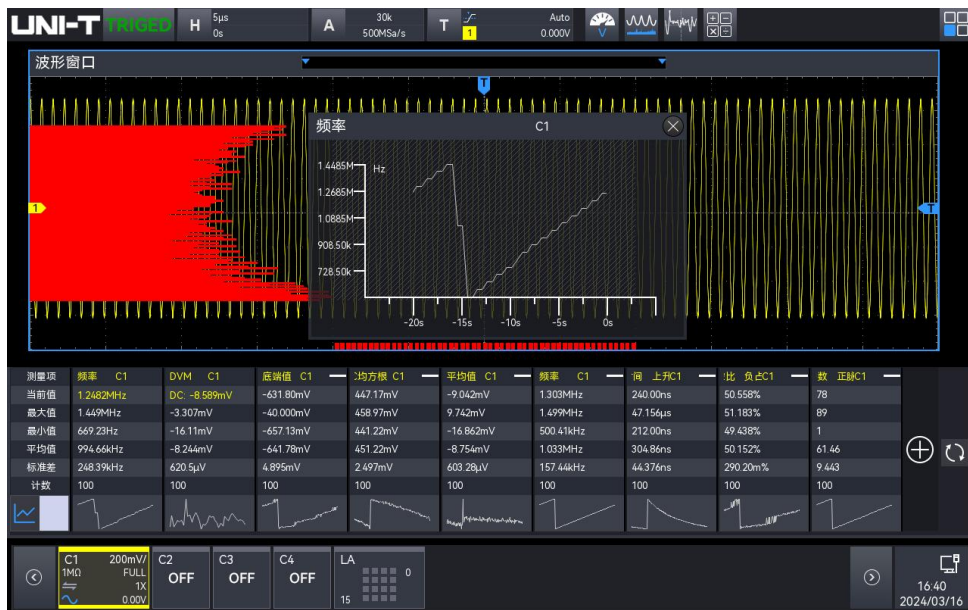 UNI-T TRIGED H 5µs A 30k T Auto
0s 500MSa/s 1 0.000V
波形窗口
T
频率 C1
1.4485M Hz
1.2685M
1.0885M
908.50k
728.50k
-20s -15s -10s -5s 0s
1
T
测量项 频率 C1 DVM C1 底端值 C1 均方根 C1 平均值 C1 频率 C1 间 上升C1 比 负占C1 数 正脉C1
当前值 1.2482MHz DC: -8.589mV -631.80mV 447.17mV -9.042mV 1.303MHz 240.00ns 50.558% 78
最大值 1.449MHz -3.307mV -40.000mV 458.97mV 9.742mV 1.499MHz 47.156µs 51.183% 89
最小值 669.23Hz -16.11mV -657.13mV 441.22mV -16.862mV 500.41kHz 212.00ns 49.438% 1
平均值 994.66kHz -8.244mV -641.78mV 451.22mV -8.754mV 1.033MHz 304.86ns 50.152% 61.46
标准差 248.39kHz 620.5µV 4.895mV 2.497mV 603.28µV 157.44kHz 44.376ns 290.20m% 9.443
计数 100 100 100 100 100 100 100 100 100
C1 200mV/ C2 C3 C4 LA
1MΩ FULL OFF OFF OFF 0
1X
0.00V 15
16:40
2024/03/16